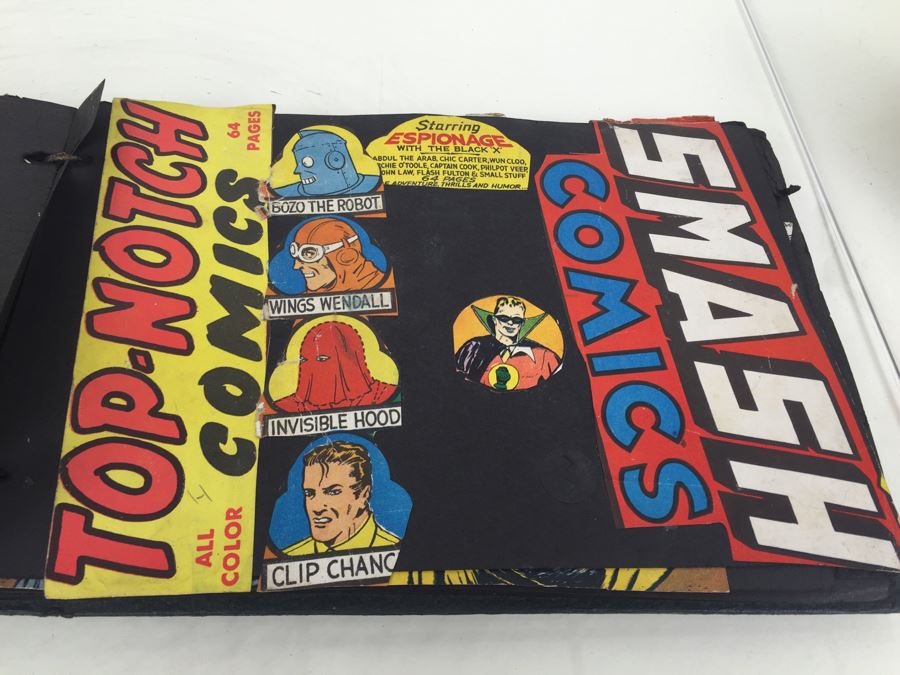 TOP-NOTCH
COMICS
64
PAGES
ALL
COLOR
BOZO THE ROBOT
WINGS WENDALL
INVISIBLE HOOD
CLIP CHANC
Starring
ESPIONAGE
WITH "THE BLACK 'X'
ABDUL THE ARAB, CHIC CARTER, WUN CLOO,
CHIE O'TOOLE, CAPTAIN COOK, PHILPOT VEEP,
OHN LAW, FLASH FULTON & SMALL STUFF
64 PAGES
ADVENTURE, THRILLS AND HUMOR
COMICS
SMASH